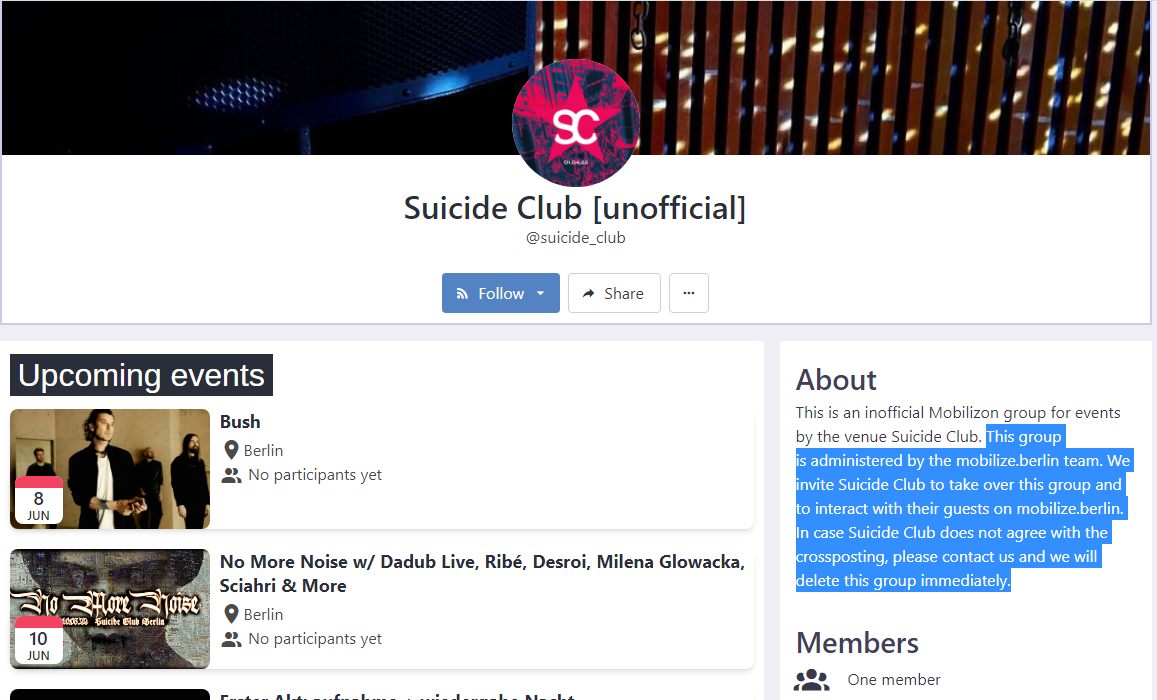 SC
01.04.22
Suicide Club [unofficial]
@suicide_club
Follow
Share
Upcoming events
Bush
Berlin
No participants yet
8
JUN
No More Noise w/ Dadub Live, Ribé, Desroi, Milena Glowacka,
Sciahri & More
Berlin
No participants yet
No More Noise
10.06.22 Suicide Club Berlin
10
JUN
Erster Akt: aufnahme + wiedergabe Nacht
About
This is an inofficial Mobilizon group for events
by the venue Suicide Club. This group
is administered by the mobilize.berlin team. We
invite Suicide Club to take over this group and
to interact with their guests on mobilize.berlin.
In case Suicide Club does not agree with the
crossposting, please contact us and we will
delete this group immediately.
Members
One member